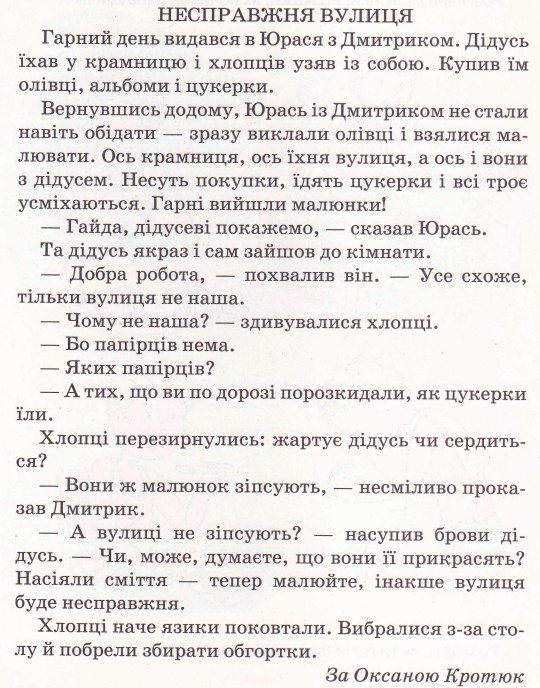 НЕСПРАВЖНЯ ВУЛИЦЯ
Гарний день видався в Юрася з Дмитриком. Дідусь
їхав у крамницю і хлопців узяв із собою. Купив їм
олівці, альбоми і цукерки.
Вернувшись додому, Юрась із Дмитриком не стали
навіть обідати — зразу виклали олівці і взялися ма-
лювати. Ось крамниця, ось їхня вулиця, а ось і вони
з дідусем. Несуть покупки, їдять цукерки і всі троє
усміхаються. Гарні вийшли малюнки!
— Гайда, дідусеві покажемо, — сказав Юрась.
Та дідусь якраз і сам зайшов до кімнати.
— Добра робота, — похвалив він. — Усе схоже,
тільки вулиця не наша.
— Чому не наша? — здивувалися хлопці.
— Бо папірців нема.
— Яких папірців?
— А тих, що ви по дорозі порозкидали, як цукерки
їли.
Хлопці перезирнулись: жартує дідусь чи сердить-
ся?
— Вони ж малюнок зіпсують, — несміливо прока-
зав Дмитрик.
— А вулиці не зіпсують? — насупив брови ді-
дусь. — Чи, може, думаєте, що вони її прикрасять?
Насіяли сміття — тепер малюйте, інакше вулиця
буде несправжня.
Хлопці наче язики поковтали. Вибралися з-за сто-
лу й побрели збирати обгортки.
За Оксаною Кротюк